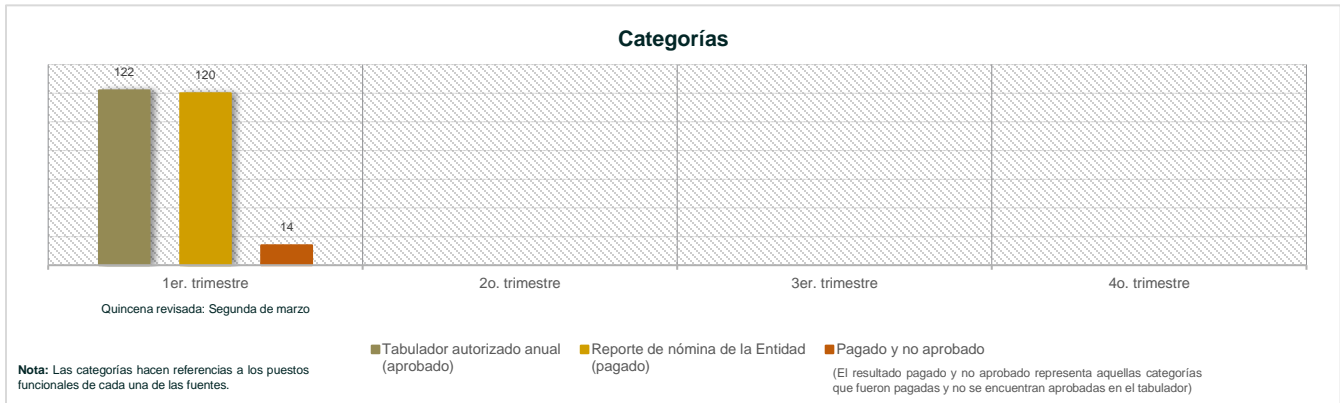 Categorías
122
120
14
1er. trimestre
2o. trimestre
3er. trimestre
4o. trimestre
Quincena revisada: Segunda de marzo
Tabulador autorizado anual
(aprobado)
Reporte de nómina de la Entidad
(pagado)
Pagado y no aprobado
(El resultado pagado y no aprobado representa aquellas categorías
que fueron pagadas y no se encuentran aprobadas en el tabulador)
Nota: Las categorías hacen referencias a los puestos
funcionales de cada una de las fuentes.